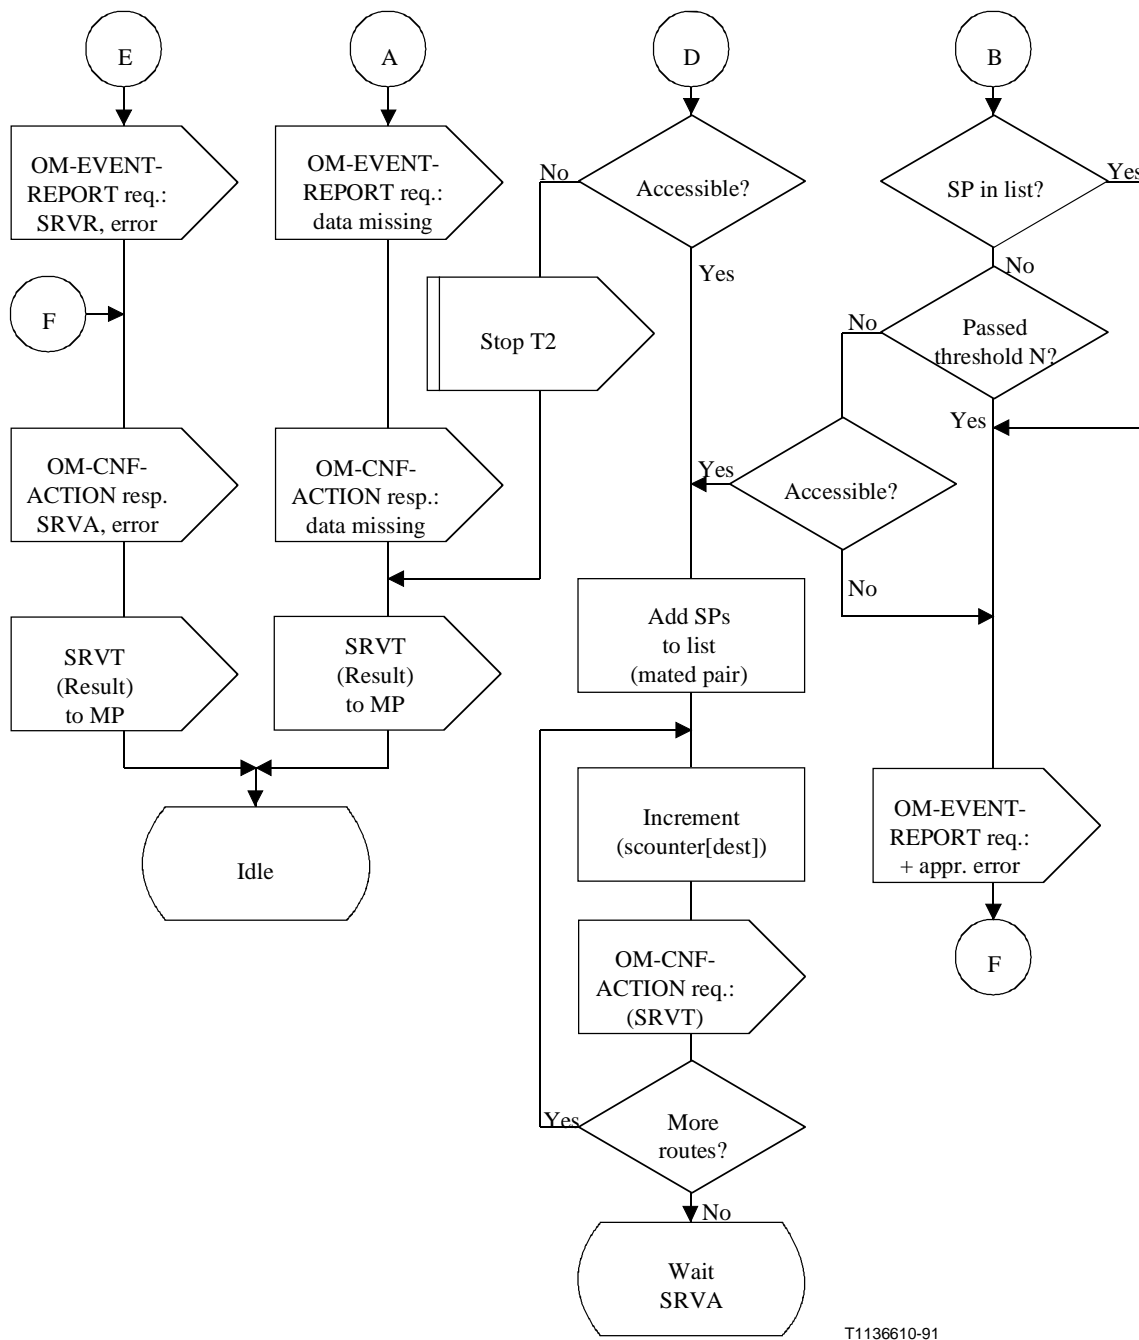 E
A
D
B
OM-EVENT-
REPORT req.:
SRVR, error
OM-EVENT-
REPORT req.:
data missing
No
Accessible?
Yes
SP in list?
Yes
No
F
Stop T2
No
Passed
threshold N?
Yes
OM-CNF-
ACTION resp.
SRVA, error
OM-CNF-
ACTION resp.:
data missing
Yes
Accessible?
No
SRVT
(Result)
to MP
SRVT
(Result)
to MP
Add SPs
to list
(mated pair)
Idle
Increment
(scounter[dest])
OM-EVENT-
REPORT req.:
+ appr. error
OM-CNF-
ACTION req.:
(SRVT)
F
Yes
More
routes?
No
Wait
SRVA
T1136610-91